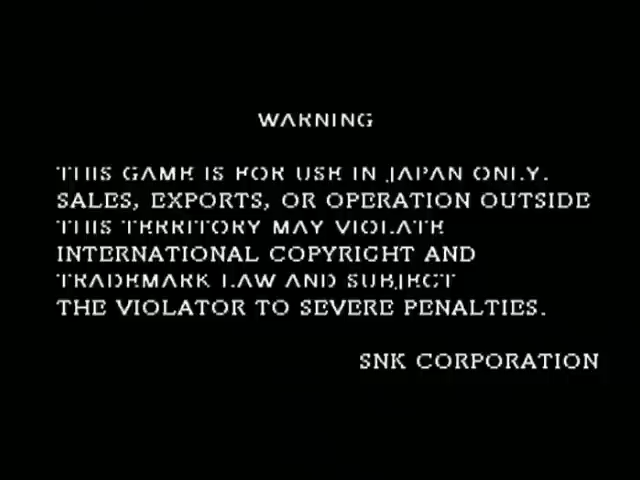 WARNING
THIS GAME IS FOR USE IN JAPAN ONLY.
SALES, EXPORTS, OR OPERATION OUTSIDE
THIS TERRITORY MAY VIOLATE
INTERNATIONAL COPYRIGHT AND
TRADEMARK LAW AND SUBJECT
THE VIOLATOR TO SEVERE PENALTIES.
SNK CORPORATION